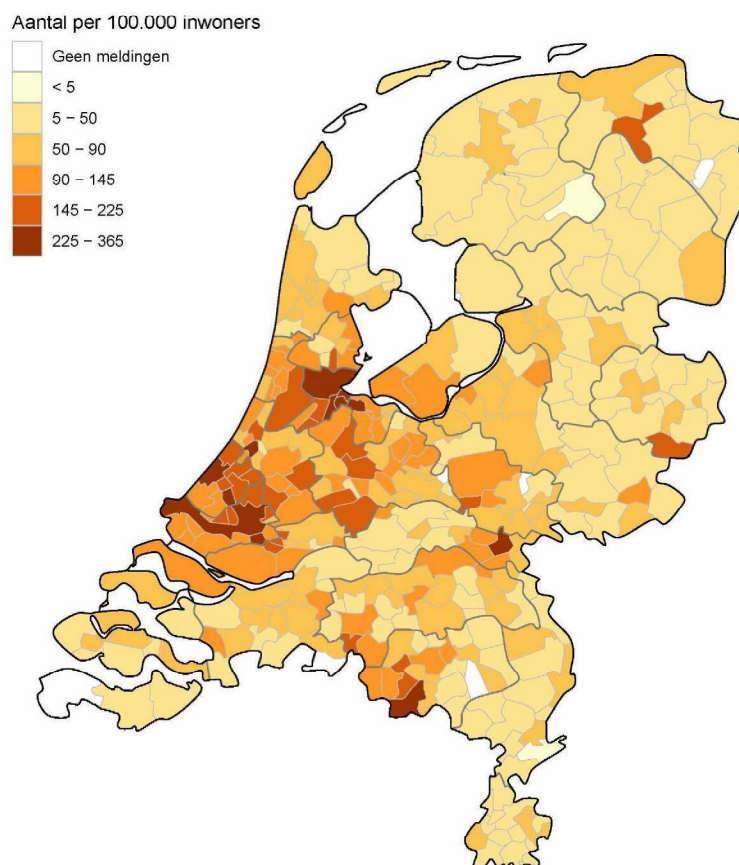 Aantal per 100.000 inwoners
Geen meldingen
< 5
5 – 50
50 – 90
90 – 145
145 – 225
225 – 365